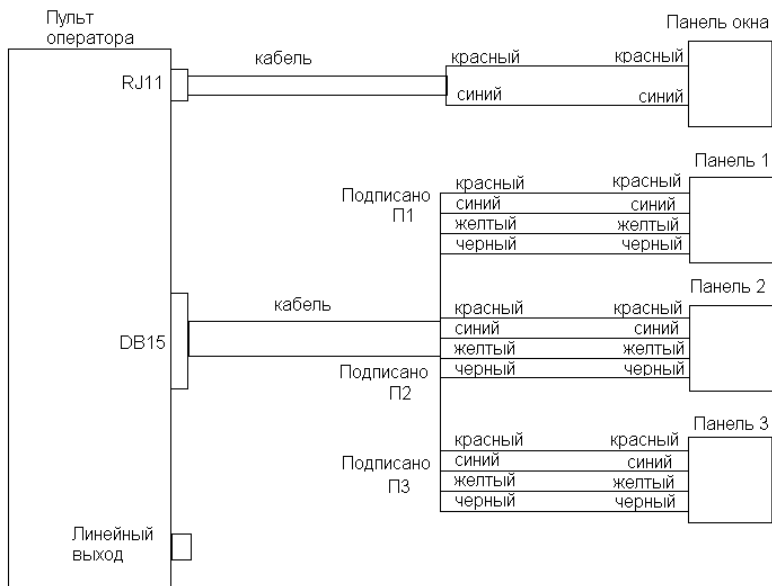 Пульт
оператора
Панель окна
RJ11
кабель
красный
красный
синий
синий
Панель 1
Подписано
П1
красный
красный
синий
синий
желтый
желтый
черный
черный
Панель 2
DB15
кабель
красный
красный
синий
синий
желтый
желтый
черный
черный
Подписано
П2
Панель 3
Подписано
П3
красный
красный
синий
синий
желтый
желтый
черный
черный
Линейный
выход